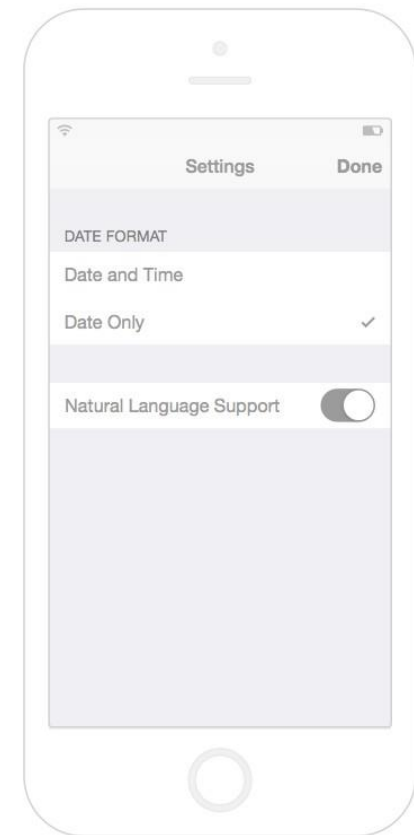 Settings
Done
DATE FORMAT
Date and Time
Date Only
Natural Language Support